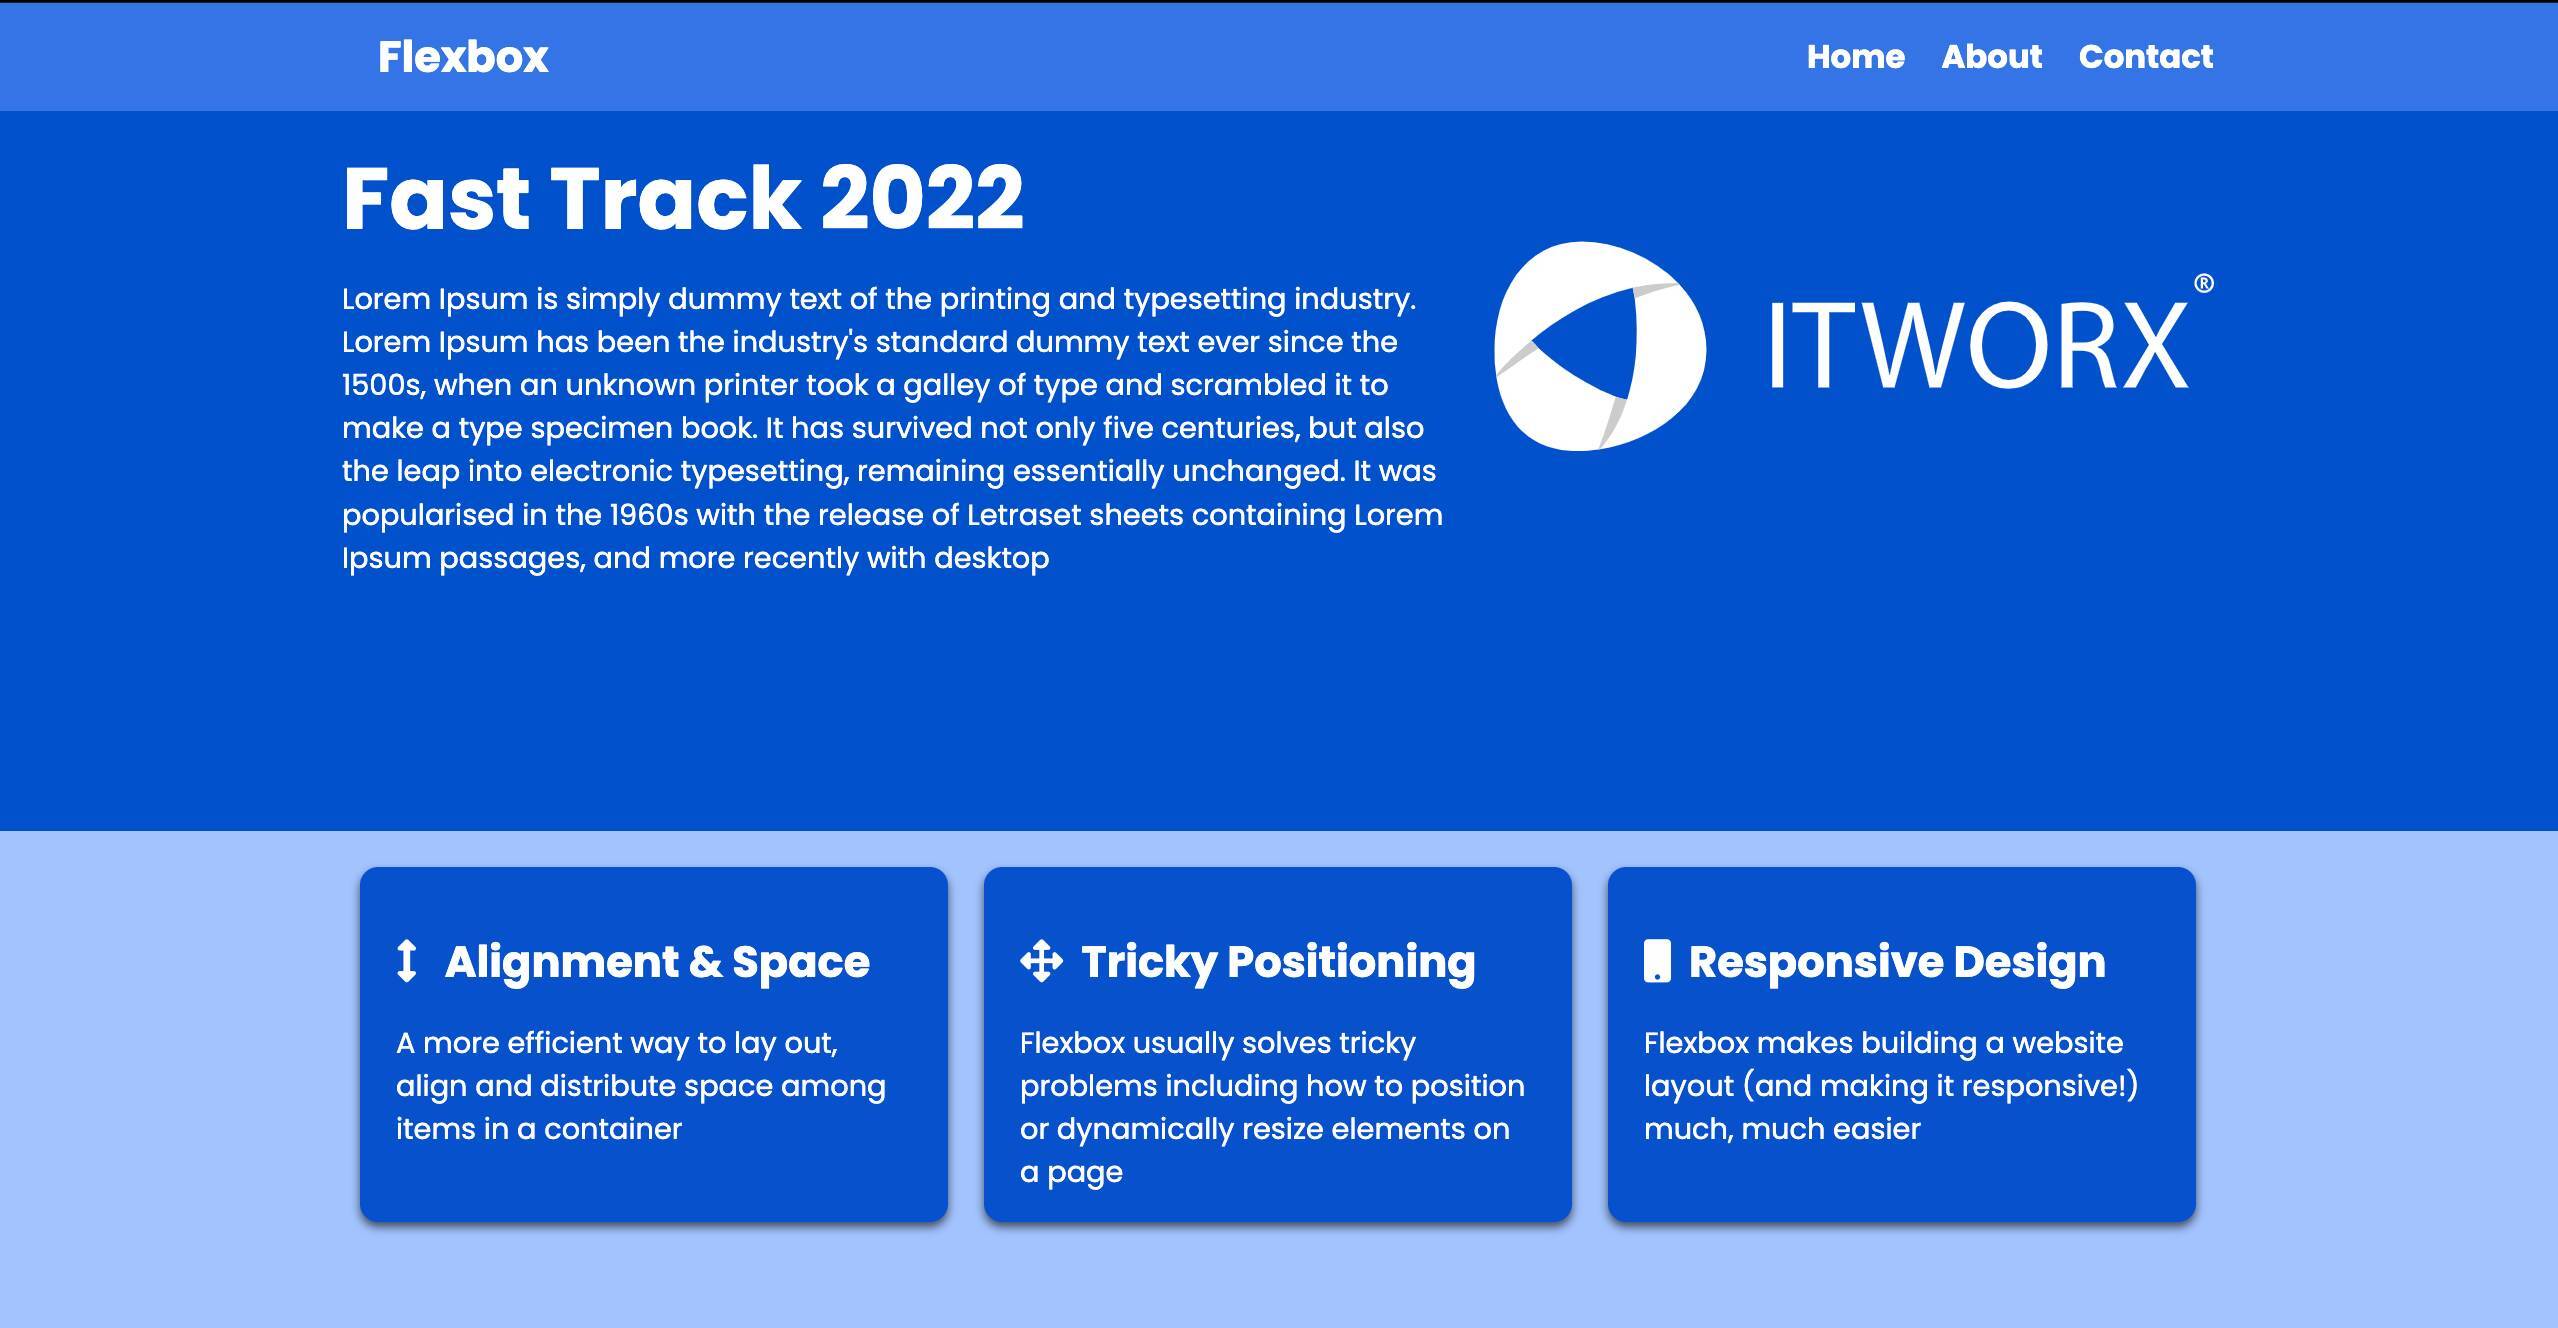 Flexbox
Home About Contact
Fast Track 2022
Lorem Ipsum is simply dummy text of the printing and typesetting industry.
Lorem Ipsum has been the industry's standard dummy text ever since the
1500s, when an unknown printer took a galley of type and scrambled it to
make a type specimen book. It has survived not only five centuries, but also
the leap into electronic typesetting, remaining essentially unchanged. It was
popularised in the 1960s with the release of Letraset sheets containing Lorem
Ipsum passages, and more recently with desktop
ITWORX®
Alignment & Space
A more efficient way to lay out,
align and distribute space among
items in a container
Tricky Positioning
Flexbox usually solves tricky
problems including how to position
or dynamically resize elements on
a page
Responsive Design
Flexbox makes building a website
layout (and making it responsive!)
much, much easier